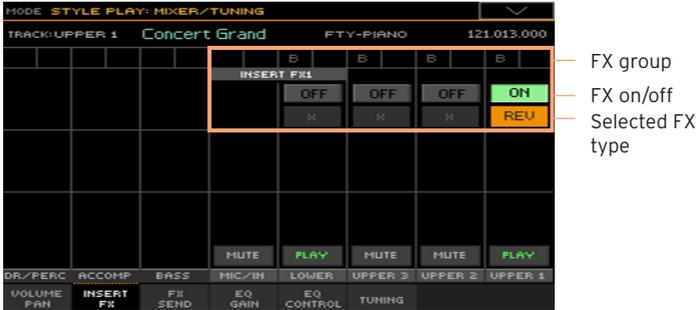 MODE STYLE PLAY: MIXER/TUNING
TRACK:UPPER 1 Concert Grand FTY-PIANO 121.013.000
B B B B
INSERT FX1
OFF OFF OFF ON
X X X REV
MUTE PLAY MUTE MUTE PLAY
DR/PERC ACCOMP BASS MIC/IN LOWER UPPER 3 UPPER 2 UPPER 1
VOLUME PAN INSERT FX FX SEND EQ GAIN EQ CONTROL TUNING
FX group
FX on/off
Selected FX
type